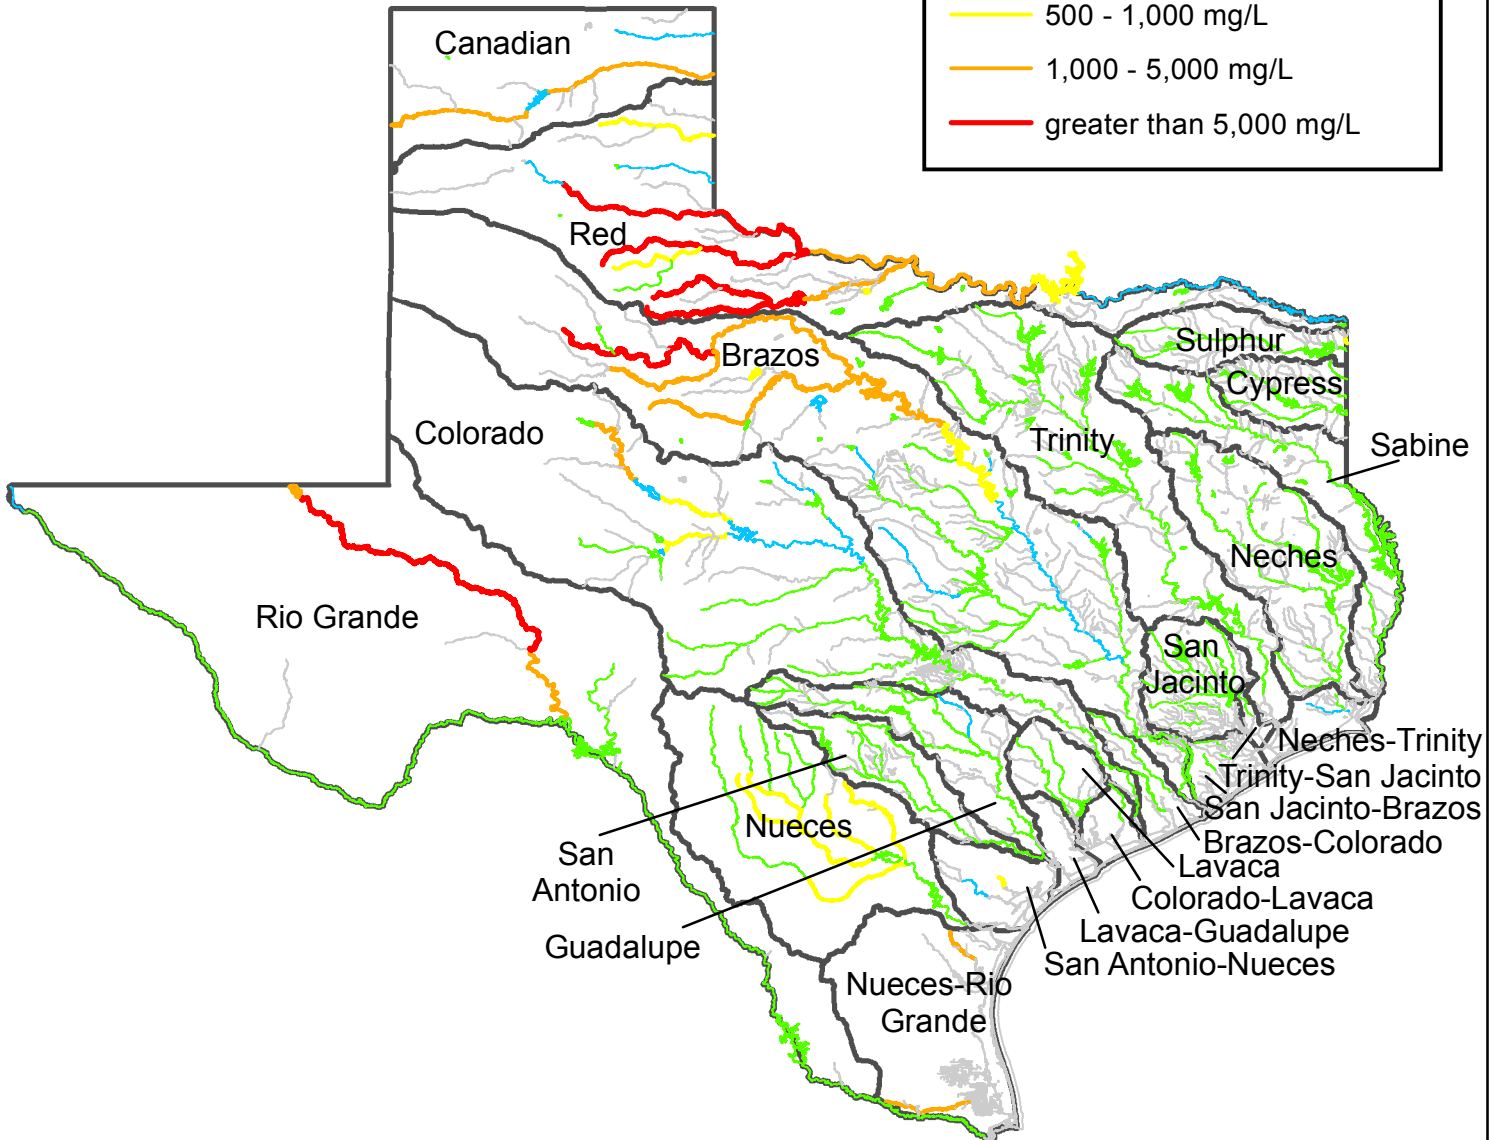 500 - 1,000 mg/L
Canadian
1,000 - 5,000 mg/L
greater than 5,000 mg/L
Red
Sulphur
Brazos
Cypress
Colorado
Trinity
Sabine
Neches
Rio Grande
San
Jacinto
Neches-Trinity
Trinity-San Jacinto
San Jacinto-Brazos
Nueces
Brazos-Colorado
San
Antonio
Lavaca
Colorado-Lavaca
Guadalupe
Lavaca-Guadalupe
San Antonio-Nueces
Nueces-Rio
Grande